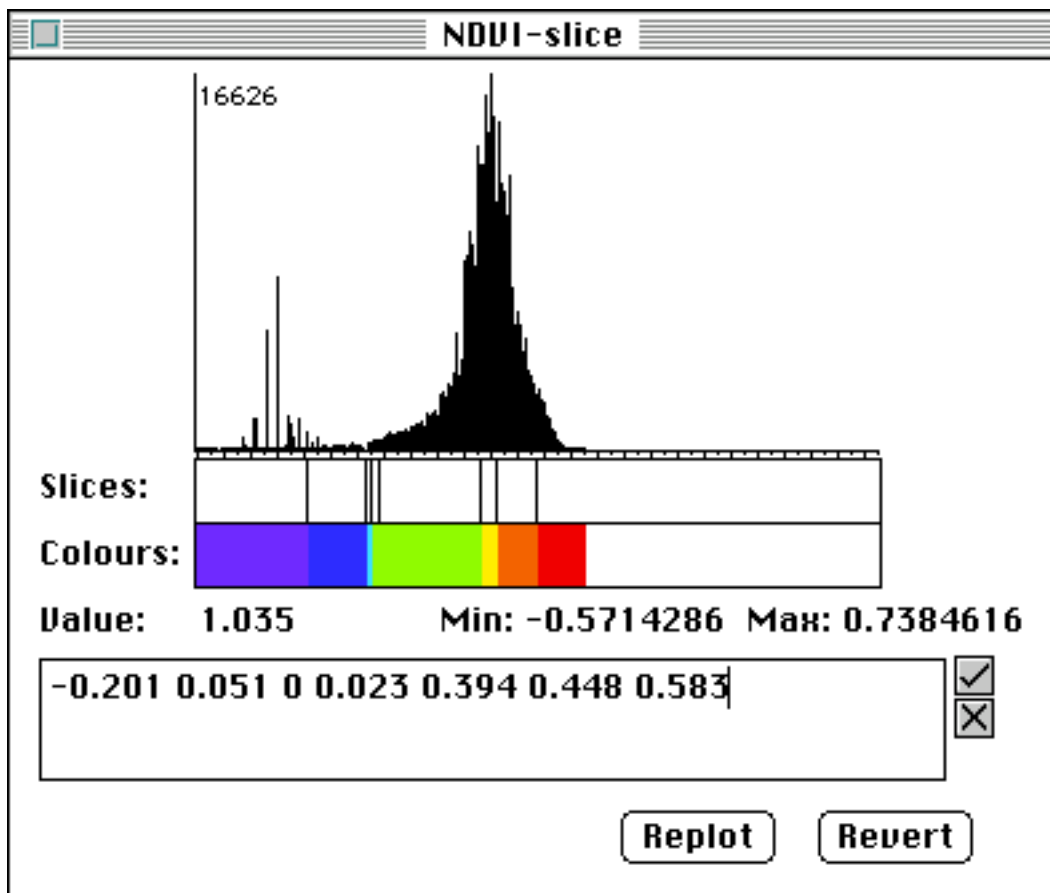 NDVI-slice
16626
Slices:
Colours:
Value: 1.035 Min: -0.5714286 Max: 0.7384616
-0.201 0.051 0 0.023 0.394 0.448 0.583
Replot Revert